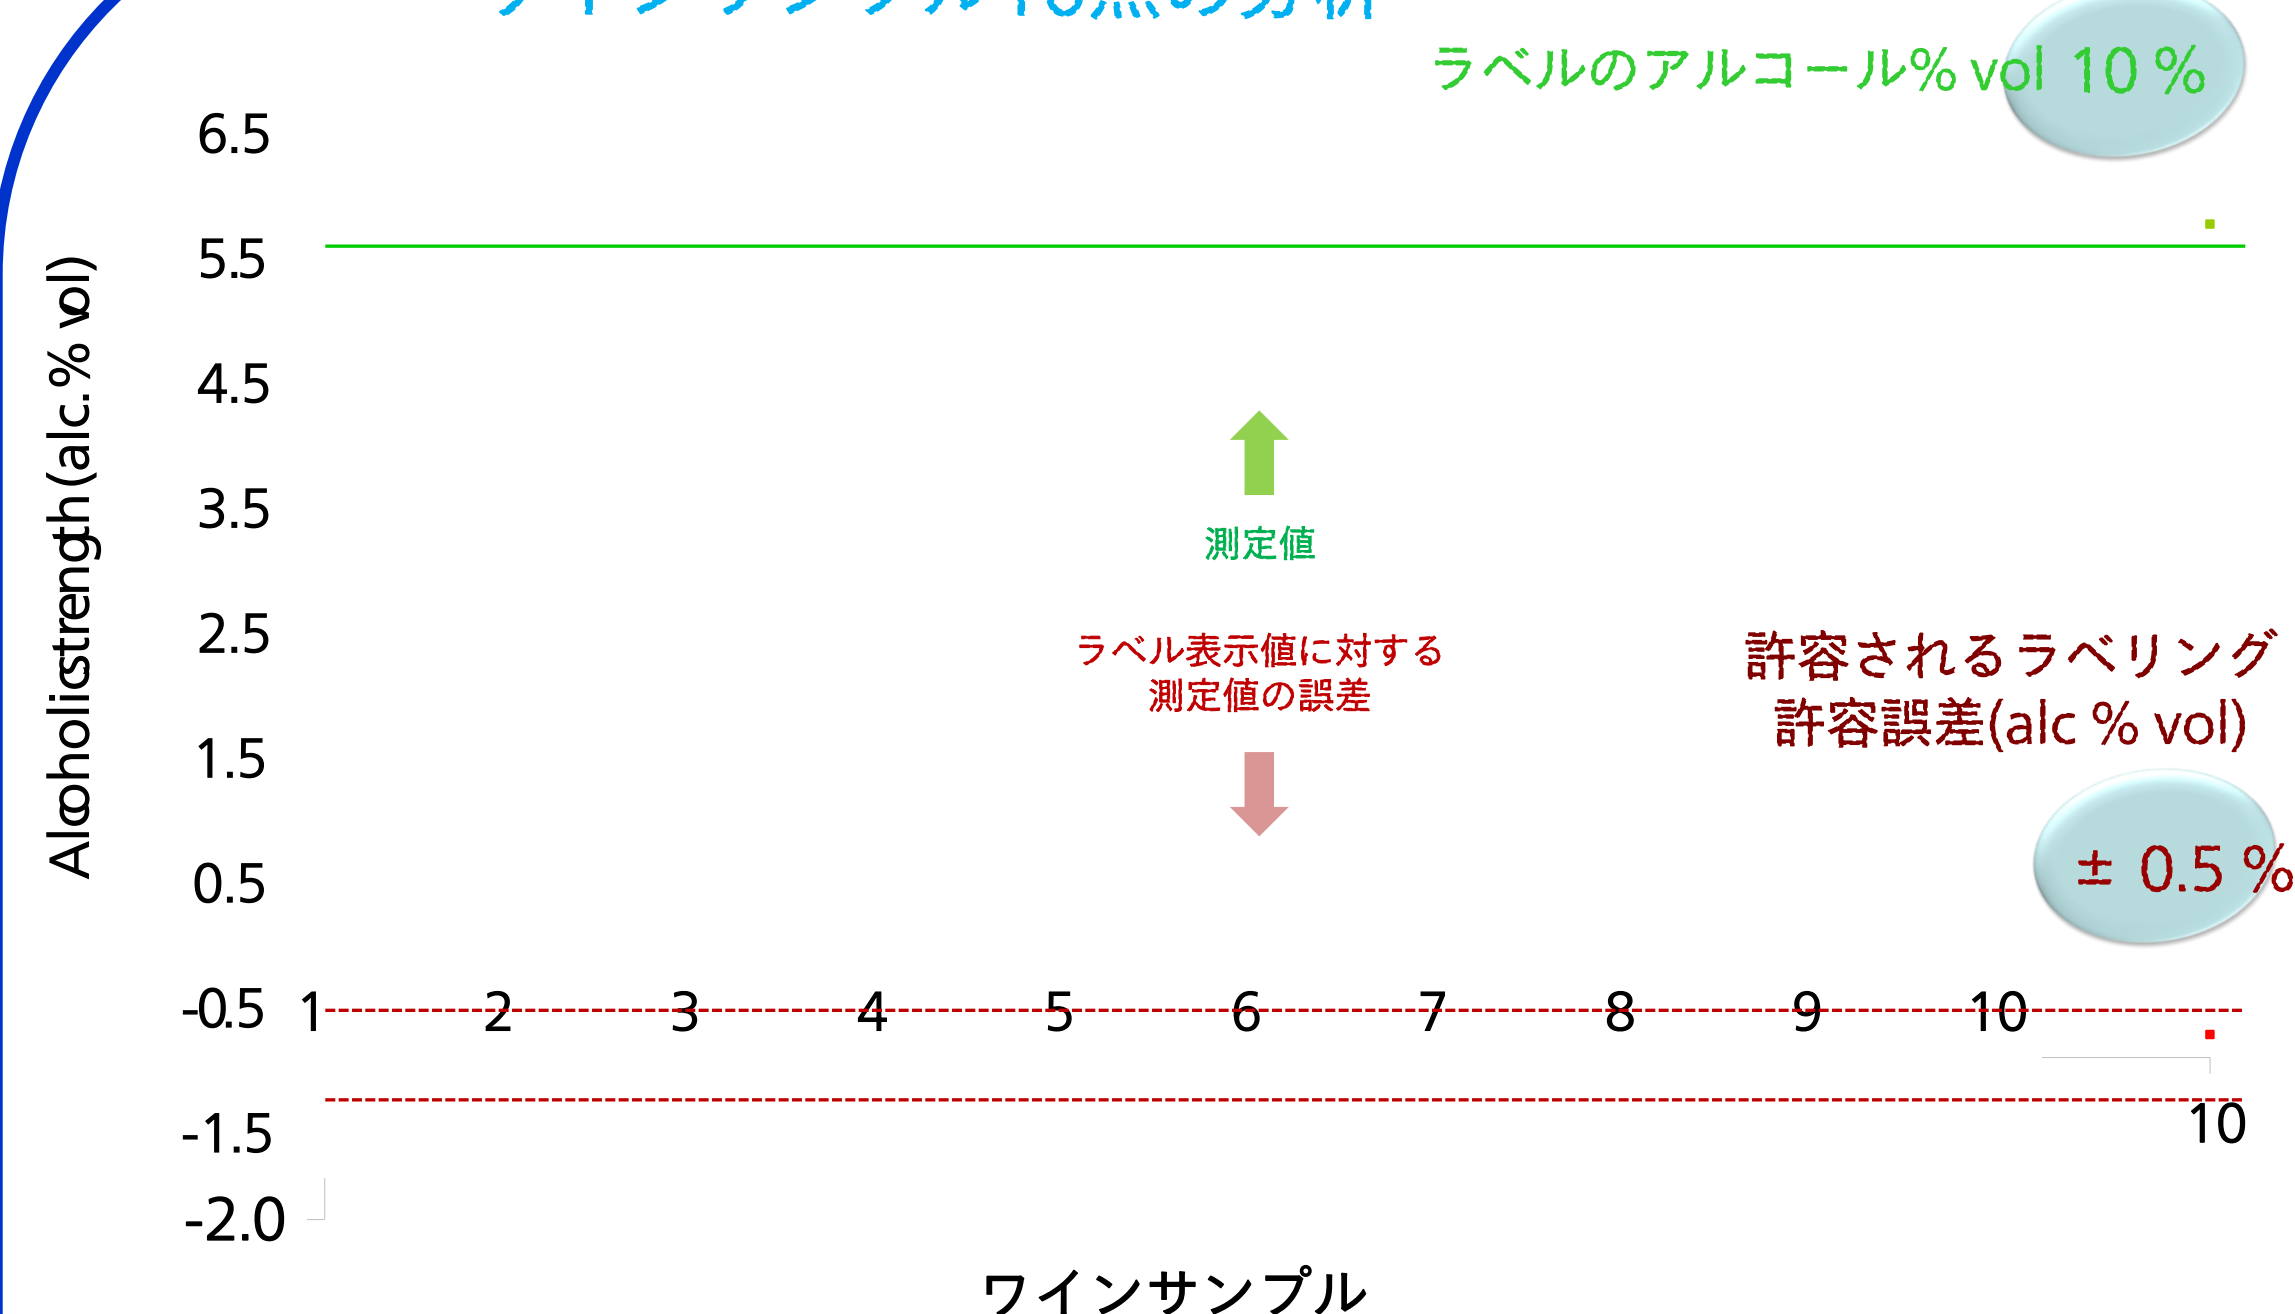 ラベルのアルコール% vol 10 %
6.5
5.5
4.5
3.5
2.5
1.5
0.5
-0.5
-1.5
-2.0
Alcoholic strength (alc. % vol)
測定値
ラベル表示値に対する
測定値の誤差
許容されるラベリング
許容誤差(alc % vol)
± 0.5 %
1 2 3 4 5 6 7 8 9 10
10
ワインサンプル